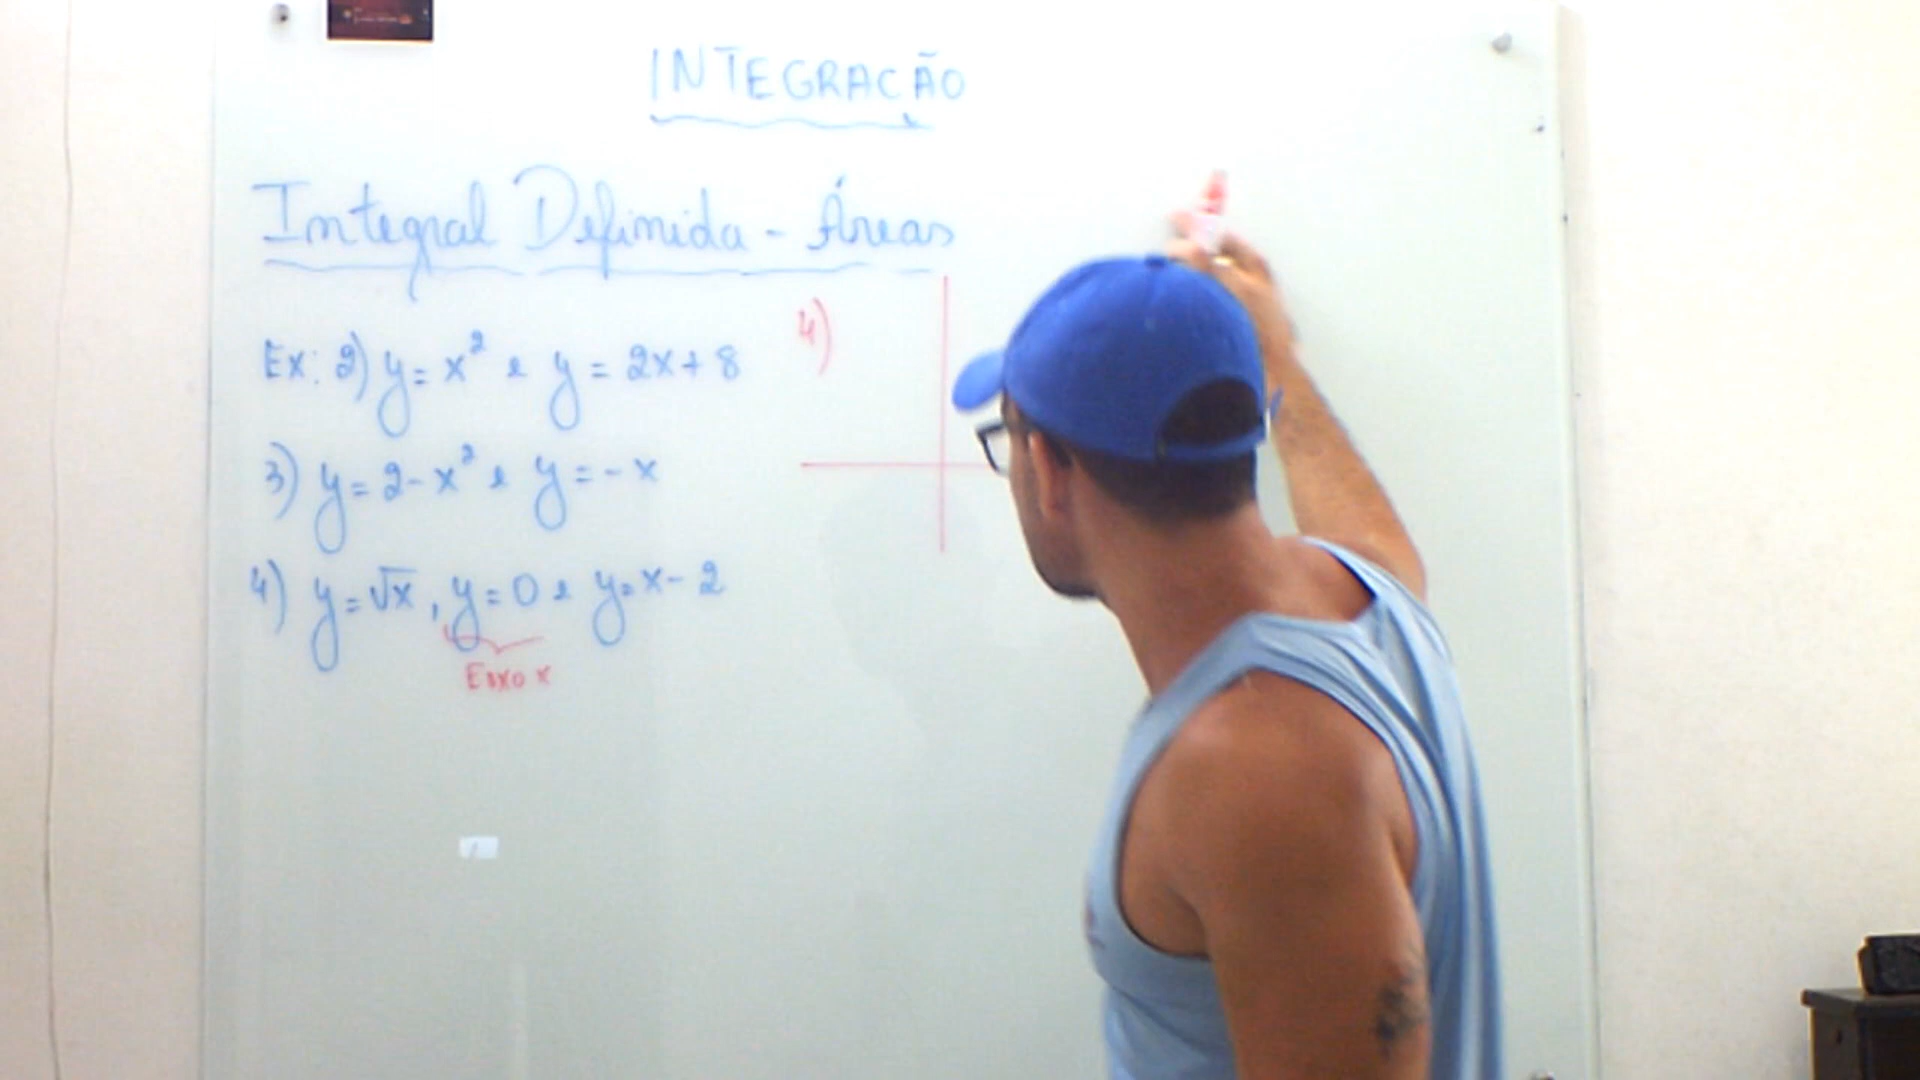 INTEGRAÇÃO
Integral Definida - Áreas
Ex: 2) y = x² e y = 2x + 8
3) y = 2 - x² e y = - x
4) y = √x , y = 0 e y = x - 2
Eixo x
4)